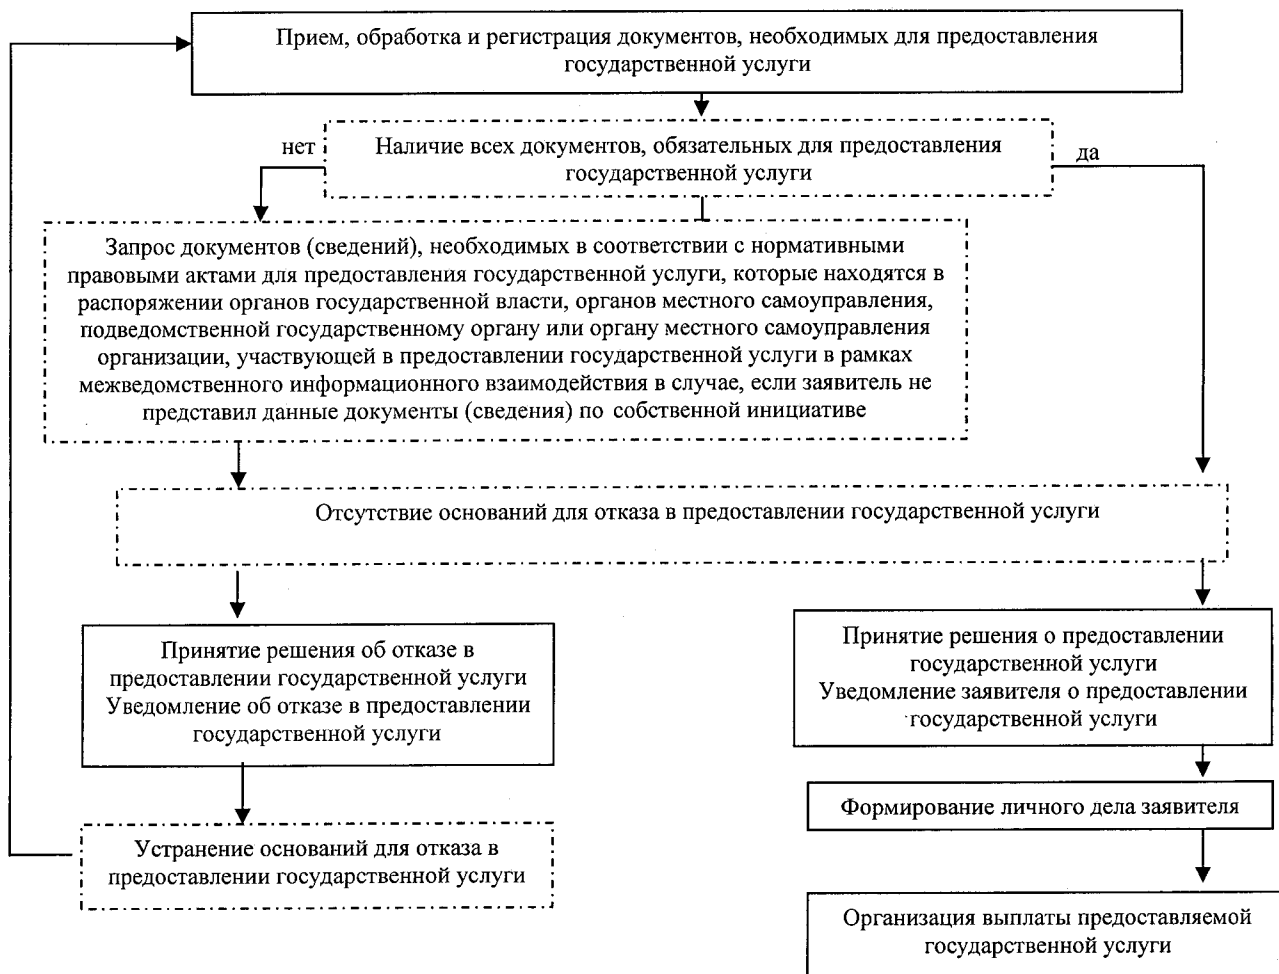 Прием, обработка и регистрация документов, необходимых для предоставления
государственной услуги
нет
Наличие всех документов, обязательных для предоставления
государственной услуги
да
Запрос документов (сведений), необходимых в соответствии с нормативными
правовыми актами для предоставления государственной услуги, которые находятся в
распоряжении органов государственной власти, органов местного самоуправления,
подведомственной государственному органу или органу местного самоуправления
организации, участвующей в предоставлении государственной услуги в рамках
межведомственного информационного взаимодействия в случае, если заявитель не
представил данные документы (сведения) по собственной инициативе
Отсутствие оснований для отказа в предоставлении государственной услуги
Принятие решения об отказе в
предоставлении государственной услуги
Уведомление об отказе в предоставлении
государственной услуги
Принятие решения о предоставлении
государственной услуги
Уведомление заявителя о предоставлении
государственной услуги
Формирование личного дела заявителя
Устранение оснований для отказа в
предоставлении государственной услуги
Организация выплаты предоставляемой
государственной услуги